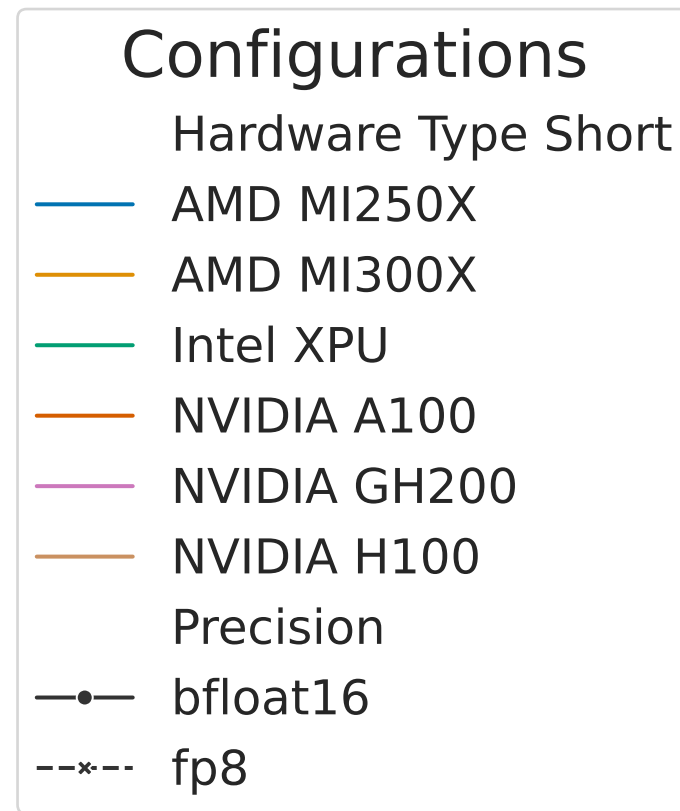 Configurations
Hardware Type Short
AMD MI250X
AMD MI300X
Intel XPU
NVIDIA A100
NVIDIA GH200
NVIDIA H100
Precision
bfloat16
fp8